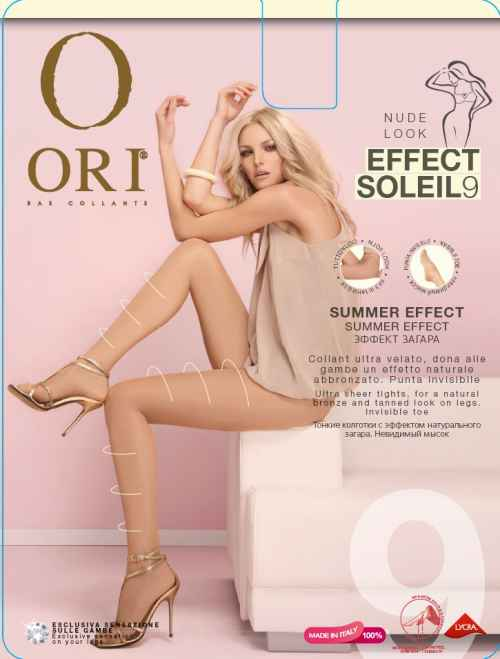 ORI®
BAS COLLANTS
NUDE
LOOK
EFFECT
SOLEIL9
SUMMER EFFECT
SUMMER EFFECT
ЭФФЕКТ ЗАГАРА
Collant ultra velato, dona alle
gambe un effetto naturale
abbronzato. Punta invisibile
Ultra sheer tights, for a natural
bronze and tanned look on legs.
Invisible toe
Тонкие колготки с эффектом натурального
загара. Невидимый мысок
9
ESCLUSIVA SENSAZIONE
SULLE GAMBE
Exclusive sensation
on your legs
MADE IN ITALY 100%
LYCRA